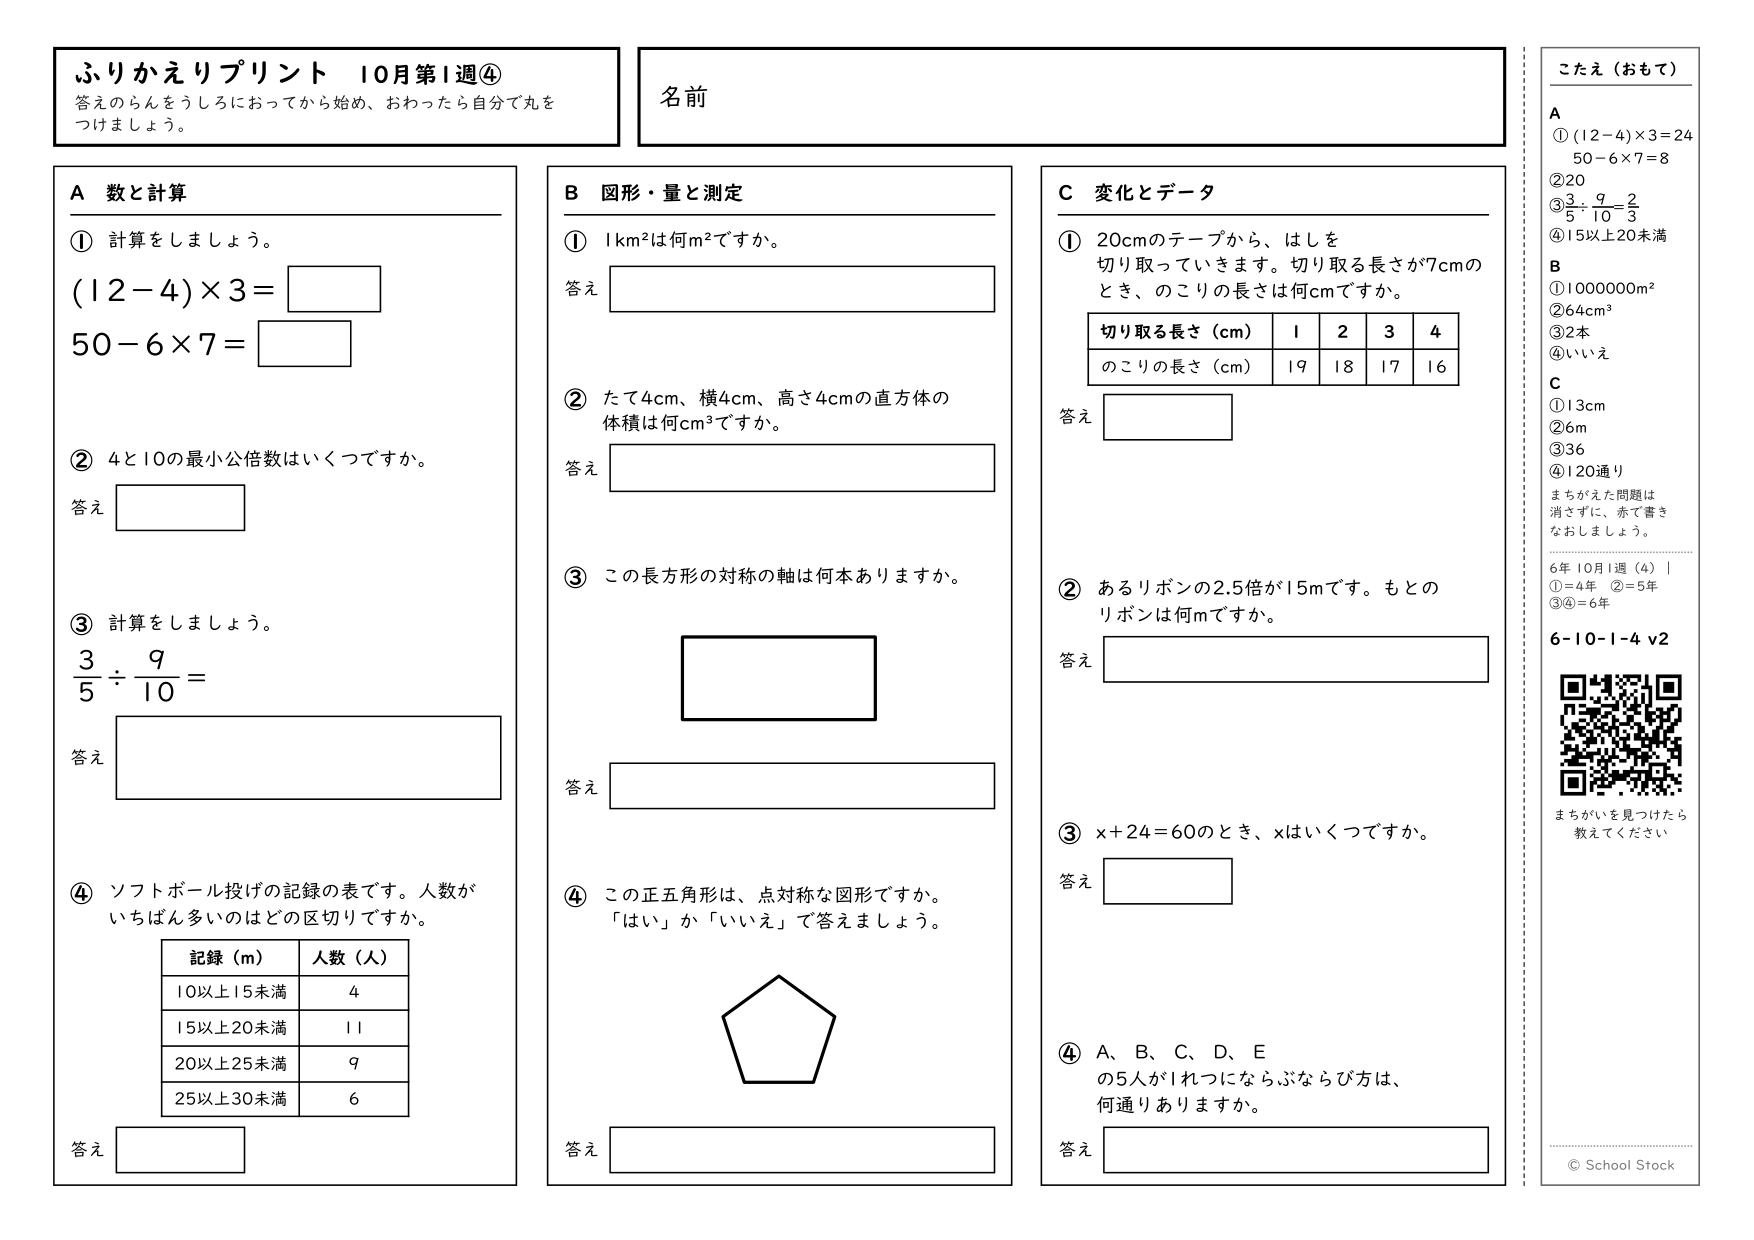 ふりかえりプリント　10月第1週④
答えのらんをうしろにおってから始め、おわったら自分で丸を
つけましょう。
名前
A　数と計算
① 計算をしましょう。
(12−4)×3=
50−6×7=
② 4と10の最小公倍数はいくつですか。
答え
③ 計算をしましょう。
3/5 ÷ 9/10 =
答え
④ ソフトボール投げの記録の表です。人数が
いちばん多いのはどの区切りですか。
記録（m） 人数（人）
10以上15未満 4
15以上20未満 11
20以上25未満 9
25以上30未満 6
答え
B　図形・量と測定
① 1km²は何m²ですか。
答え
② たて4cm、横4cm、高さ4cmの直方体の
体積は何cm³ですか。
答え
③ この長方形の対称の軸は何本ありますか。
答え
④ この正五角形は、点対称な図形ですか。
「はい」か「いいえ」で答えましょう。
答え
C　変化とデータ
① 20cmのテープから、はしを
切り取っていきます。切り取る長さが7cmの
とき、のこりの長さは何cmですか。
切り取る長さ（cm） 1 2 3 4
のこりの長さ（cm） 19 18 17 16
答え
② あるリボンの2.5倍が15mです。もとの
リボンは何mですか。
答え
③ x+24=60のとき、xはいくつですか。
答え
④ A、 B、 C、 D、 E
の5人が1れつにならぶならび方は、
何通りありますか。
答え
こたえ（おもて）
A
①(12−4)×3=24
50−6×7=8
②20
③3/5÷9/10=2/3
④15以上20未満
B
①1000000m²
②64cm³
③2本
④いいえ
C
①13cm
②6m
③36
④120通り
まちがえた問題は
消さずに、赤で書き
なおしましょう。
6年 10月1週（4）｜
①=4年　②=5年
③④=6年
6-10-1-4 v2
まちがいを見つけたら
教えてください
© School Stock